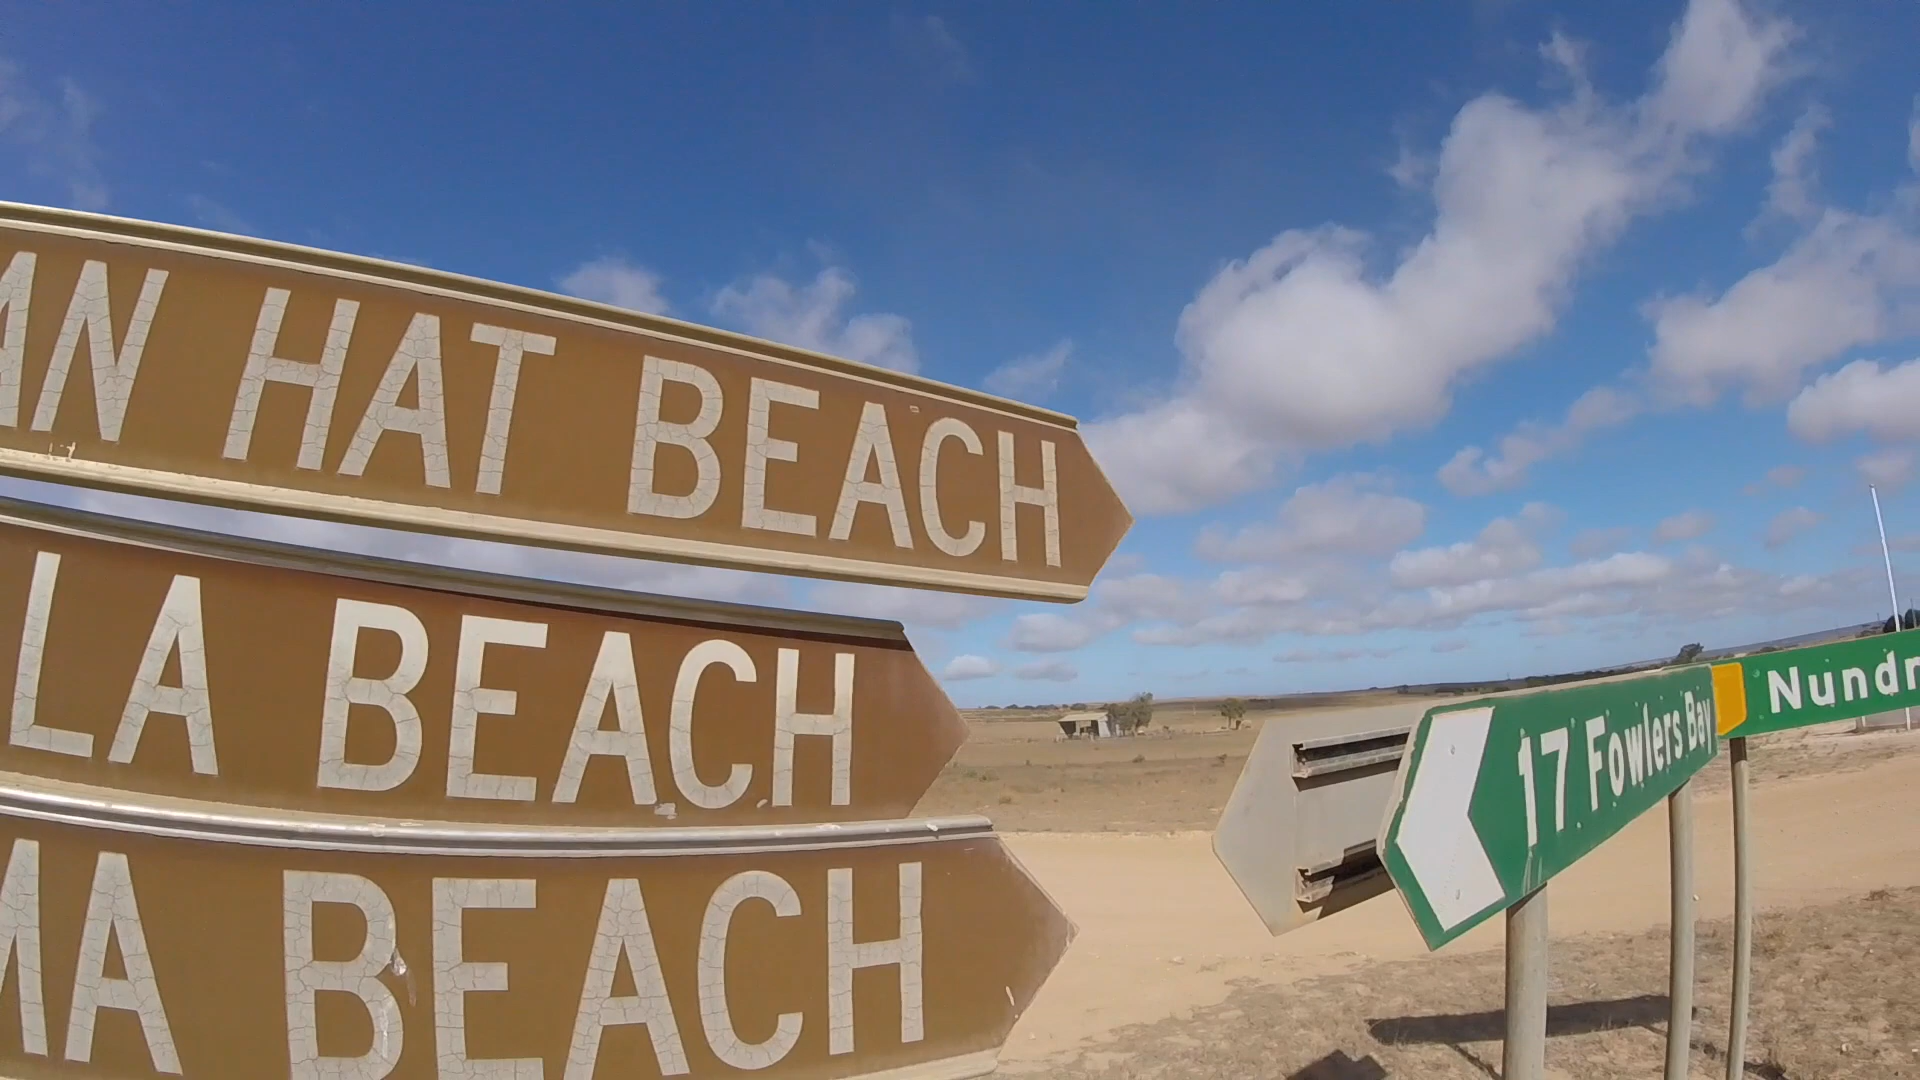 AN HAT BEACH
LA BEACH
MA BEACH
17 Fowlers Bay
Nundr